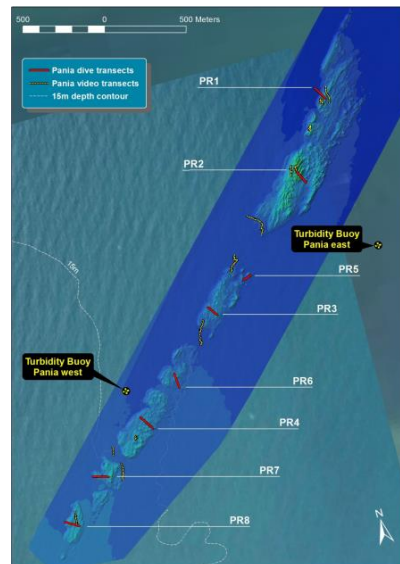 500 0 500 Meters
Pania dive transects
Pania video transects
15m depth contour
PR1
PR2
Turbidity Buoy
Pania east
15m
PR5
PR3
Turbidity Buoy
Pania west
PR6
PR4
PR7
PR8
N